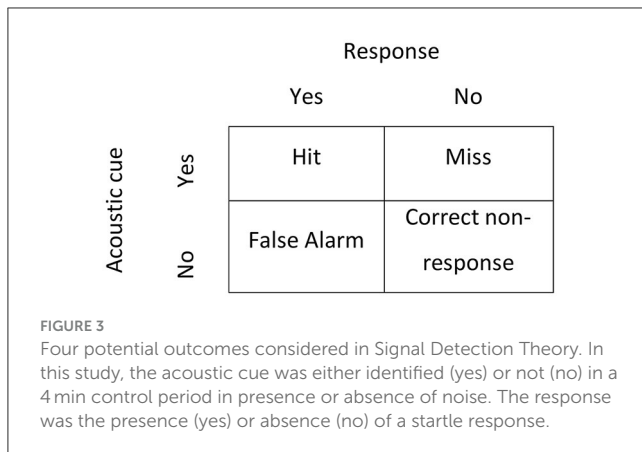 Response
Yes No
Acoustic cue
Yes
Hit Miss
No
False Alarm
Correct non-
response
FIGURE 3
Four potential outcomes considered in Signal Detection Theory. In
this study, the acoustic cue was either identified (yes) or not (no) in a
4 min control period in presence or absence of noise. The response
was the presence (yes) or absence (no) of a startle response.